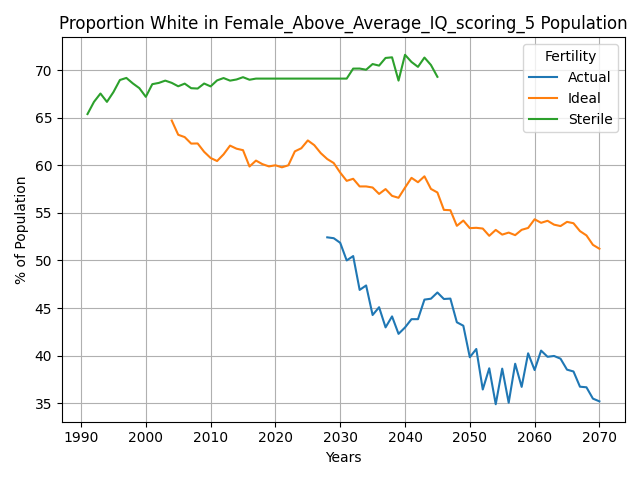 Proportion White in Female_Above_Average_IQ_scoring_5 Population
% of Population
70
65
60
55
50
45
40
35
1990
2000
2010
2020
2030
2040
2050
2060
2070
Years
Fertility
Actual
Ideal
Sterile